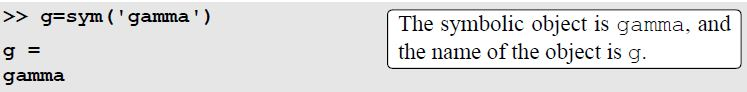 >> g=sym('gamma')
g =
gamma
The symbolic object is gamma, and
the name of the object is g.